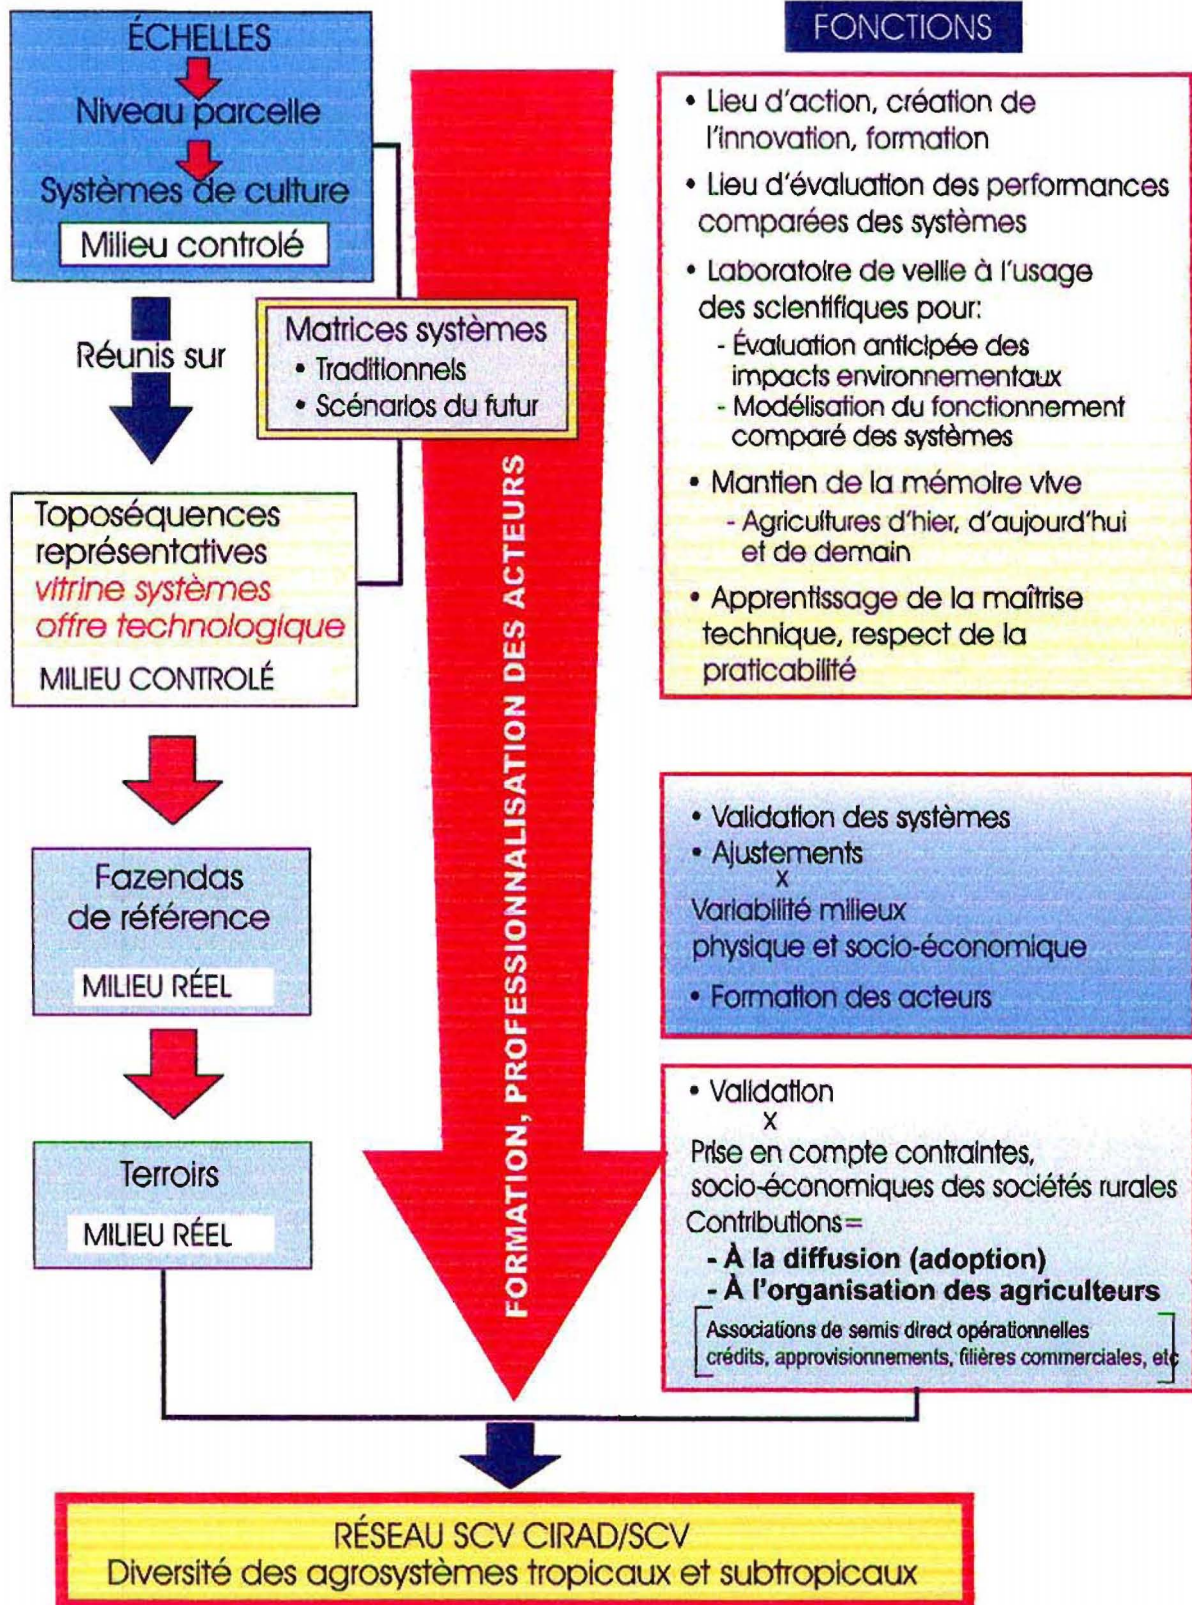 ÉCHELLES
Niveau parcelle
Systèmes de culture
Milieu controlé
Réunis sur
Matrices systèmes
• Traditionnels
• Scénarios du futur
Toposéquences
représentatives
vitrine systèmes
offre technologique
MILIEU CONTROLÉ
Fazendas
de référence
MILIEU RÉEL
Terroirs
MILIEU RÉEL
FORMATION, PROFESSIONNALISATION DES ACTEURS
FONCTIONS
• Lieu d'action, création de
l'innovation, formation
• Lieu d'évaluation des performances
comparées des systèmes
• Laboratoire de veille à l'usage
des scientifiques pour:
- Évaluation anticipée des
impacts environnementaux
- Modélisation du fonctionnement
comparé des systèmes
• Mantien de la mémoire vive
- Agricultures d'hier, d'aujourd'hui
et de demain
• Apprentissage de la maîtrise
technique, respect de la
praticabilité
• Validation des systèmes
• Ajustements
x
Variabilité milieux
physique et socio-économique
• Formation des acteurs
• Validation
x
Prise en compte contraintes,
socio-économiques des sociétés rurales
Contributions=
- À la diffusion (adoption)
- À l'organisation des agriculteurs
Associations de semis direct opérationnelles
crédits, approvisionnements, filières commerciales, etc
RÉSEAU SCV CIRAD/SCV
Diversité des agrosystèmes tropicaux et subtropicaux